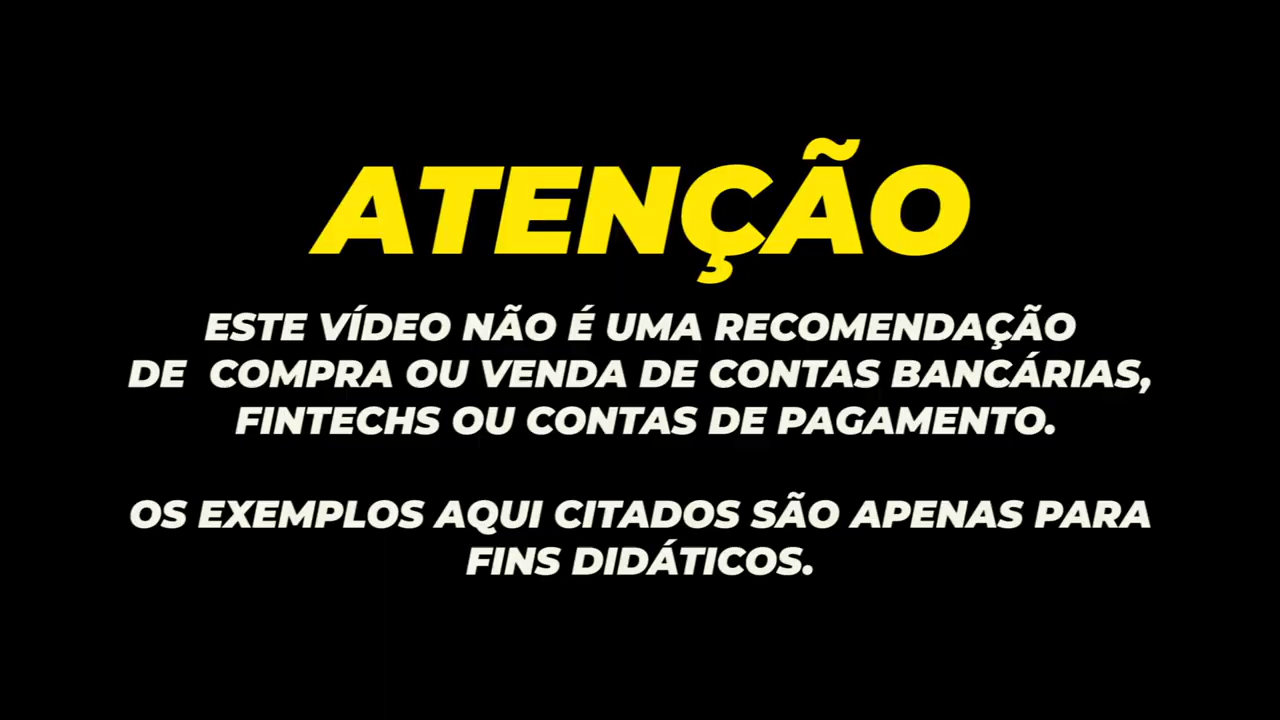 ATENÇÃO
ESTE VÍDEO NÃO É UMA RECOMENDAÇÃO
DE COMPRA OU VENDA DE CONTAS BANCÁRIAS,
FINTECHS OU CONTAS DE PAGAMENTO.
OS EXEMPLOS AQUI CITADOS SÃO APENAS PARA
FINS DIDÁTICOS.